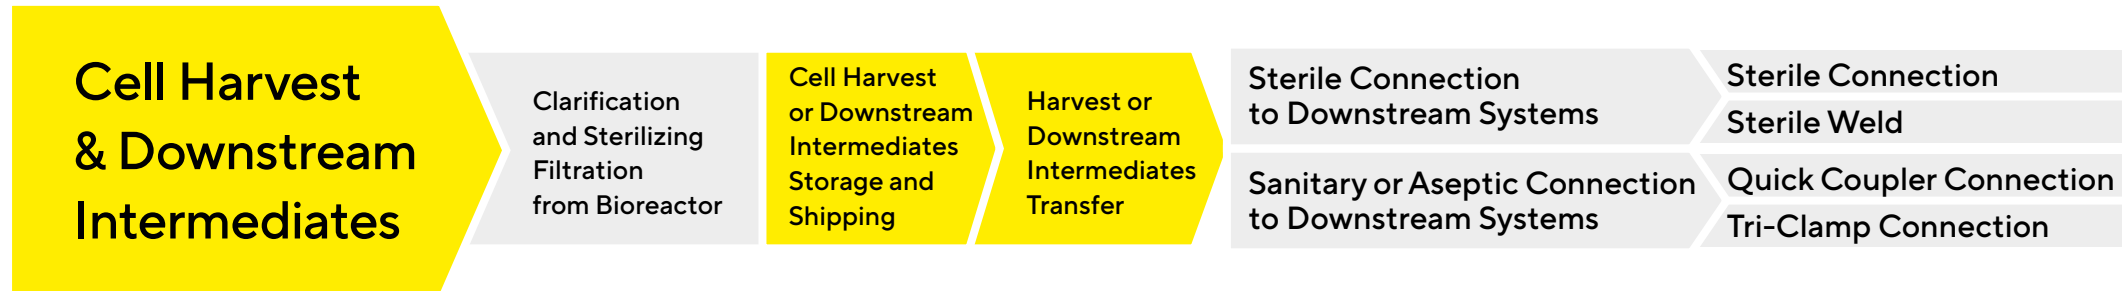 Cell Harvest
& Downstream
Intermediates
Clarification
and Sterilizing
Filtration
from Bioreactor
Cell Harvest
or Downstream
Intermediates
Storage and
Shipping
Harvest or
Downstream
Intermediates
Transfer
Sterile Connection
to Downstream Systems
Sterile Connection
Sterile Weld
Sanitary or Aseptic Connection
to Downstream Systems
Quick Coupler Connection
Tri-Clamp Connection